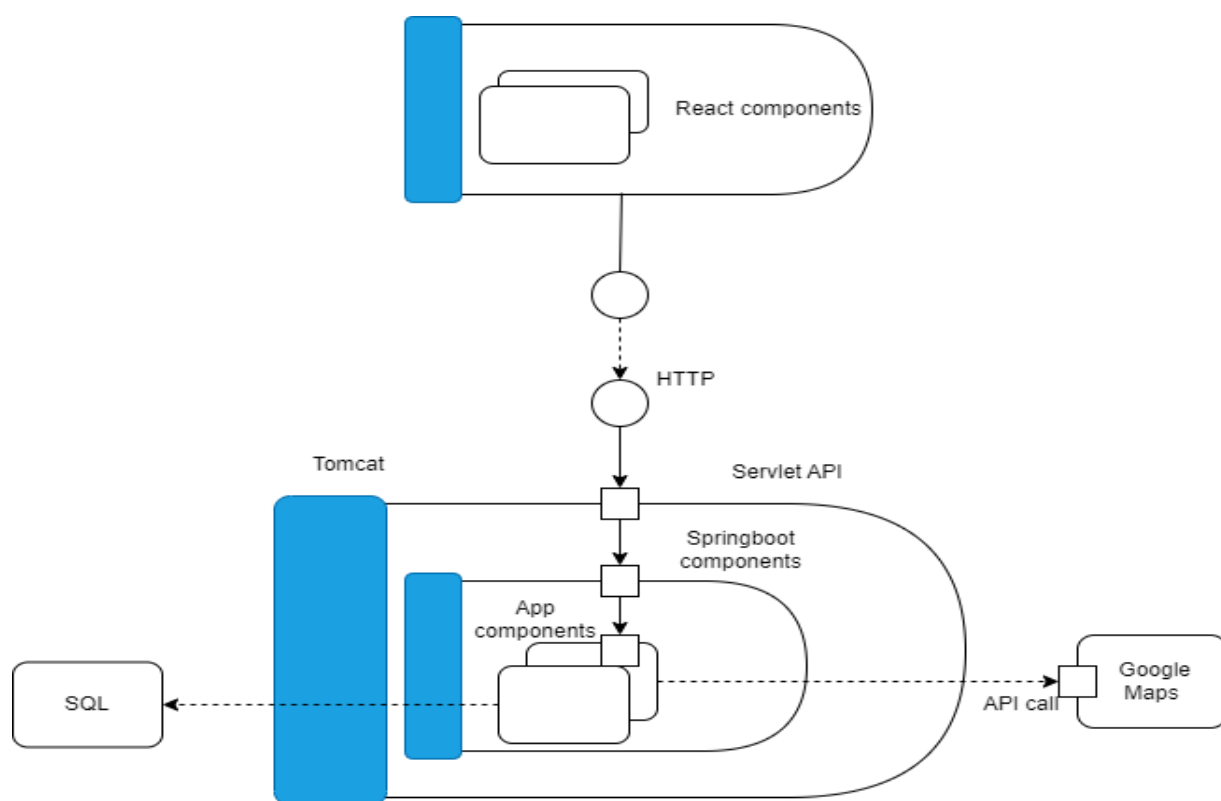 React components
HTTP
Tomcat
Servlet API
Springboot
components
App
components
SQL
Google
Maps
API call